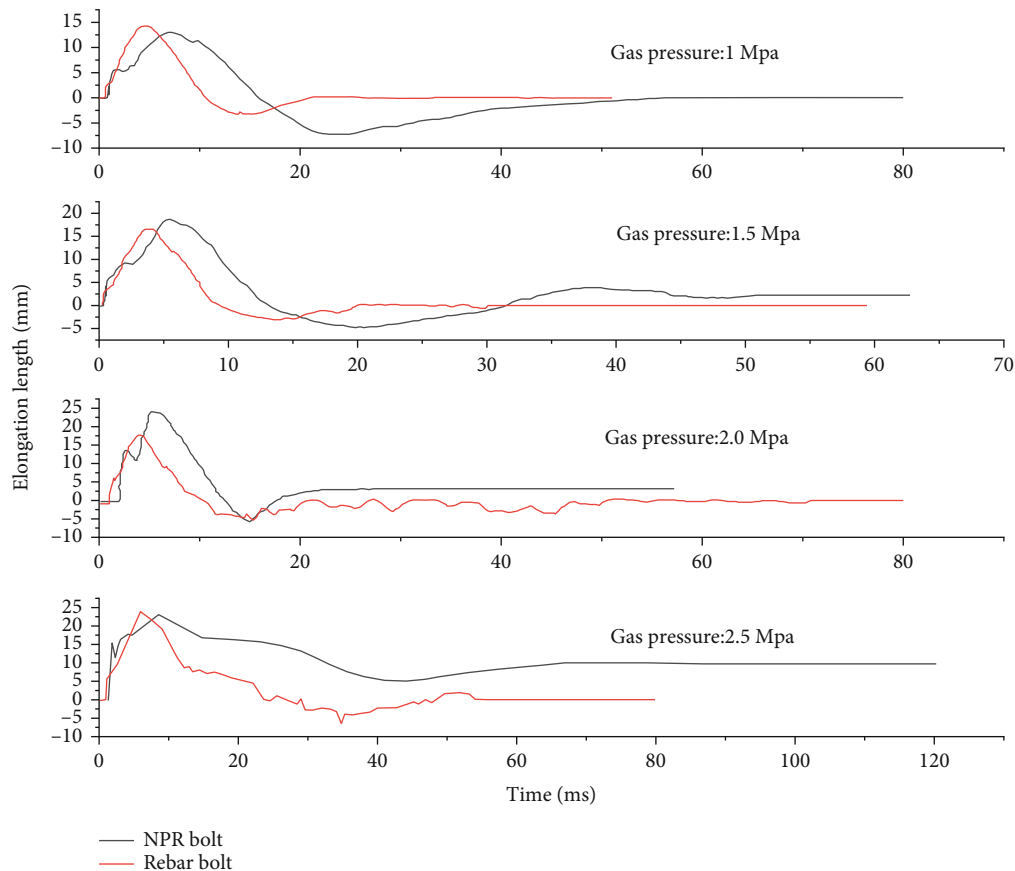 15
10
5
0
−5
−10
Gas pressure:1 Mpa
0 20 40 60 80
20
15
10
5
0
−5
Gas pressure:1.5 Mpa
0 10 20 30 40 50 60 70
Elongation length (mm)
25
20
15
10
5
0
−5
−10
Gas pressure:2.0 Mpa
0 20 40 60 80
25
20
15
10
5
0
−5
−10
Gas pressure:2.5 Mpa
0 20 40 60 80 100 120
Time (ms)
NPR bolt
Rebar bolt